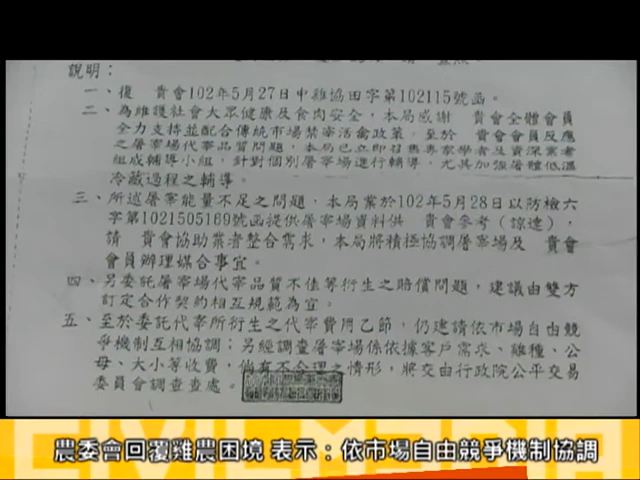 說明：
一、復　貴會102年5月27日中雞協田字第102115號函。
二、為維護社會大眾健康及食肉安全，本局感謝　貴會全體會員
全力支持並配合傳統市場禁宰活禽政策，至於　貴會會員反應
之屠宰場代宰品質問題，本局已立即召集專家學者及資深業者
組成輔導小組，針對個別屠宰場進行輔導，尤其加強屠體低溫
冷藏過程之輔導。
三、所述屠宰能量不足之問題，本局業於102年5月28日以防檢六
字第1021505169號函提供屠宰場資料供　貴會參考（諒達），
請　貴會協助業者整合需求，本局將積極協調屠宰場及　貴會
會員辦理媒合事宜。
四、另委託屠宰場代宰品質不佳等衍生之賠償問題，建議由雙方
訂定合作契約相互規範為宜。
五、至於委託代宰所衍生之代宰費用乙節，仍建請依市場自由競
爭機制互相協調；另經調查屠宰場係依據客戶需求、雞種、公
母、大小等收費，倘有不合理之情形，將交由行政院公平交易
委員會調查查處。
農委會回覆雞農困境 表示：依市場自由競爭機制協調